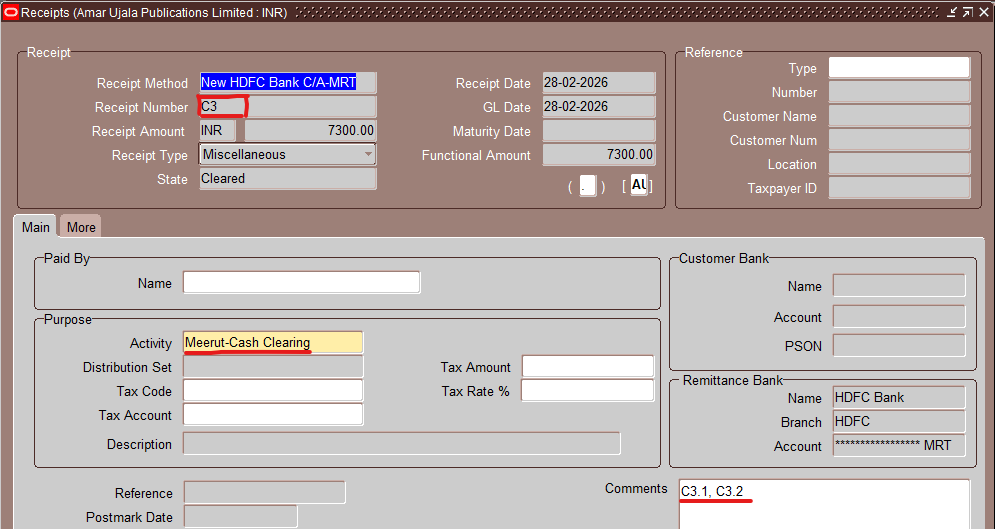 Receipts (Amar Ujala Publications Limited : INR)
Receipt
Receipt Method New HDFC Bank C/A-MRT
Receipt Number C3
Receipt Amount INR 7300.00
Receipt Type Miscellaneous
State Cleared
Receipt Date 28-02-2026
GL Date 28-02-2026
Maturity Date
Functional Amount 7300.00
( . ) [ AU ]
Reference
Type
Number
Customer Name
Customer Num
Location
Taxpayer ID
Main More
Paid By
Name
Purpose
Activity Meerut-Cash Clearing
Distribution Set
Tax Code
Tax Account
Description
Tax Amount
Tax Rate %
Customer Bank
Name
Account
PSON
Remittance Bank
Name HDFC Bank
Branch HDFC
Account ***************** MRT
Reference
Postmark Date
Comments C3.1, C3.2